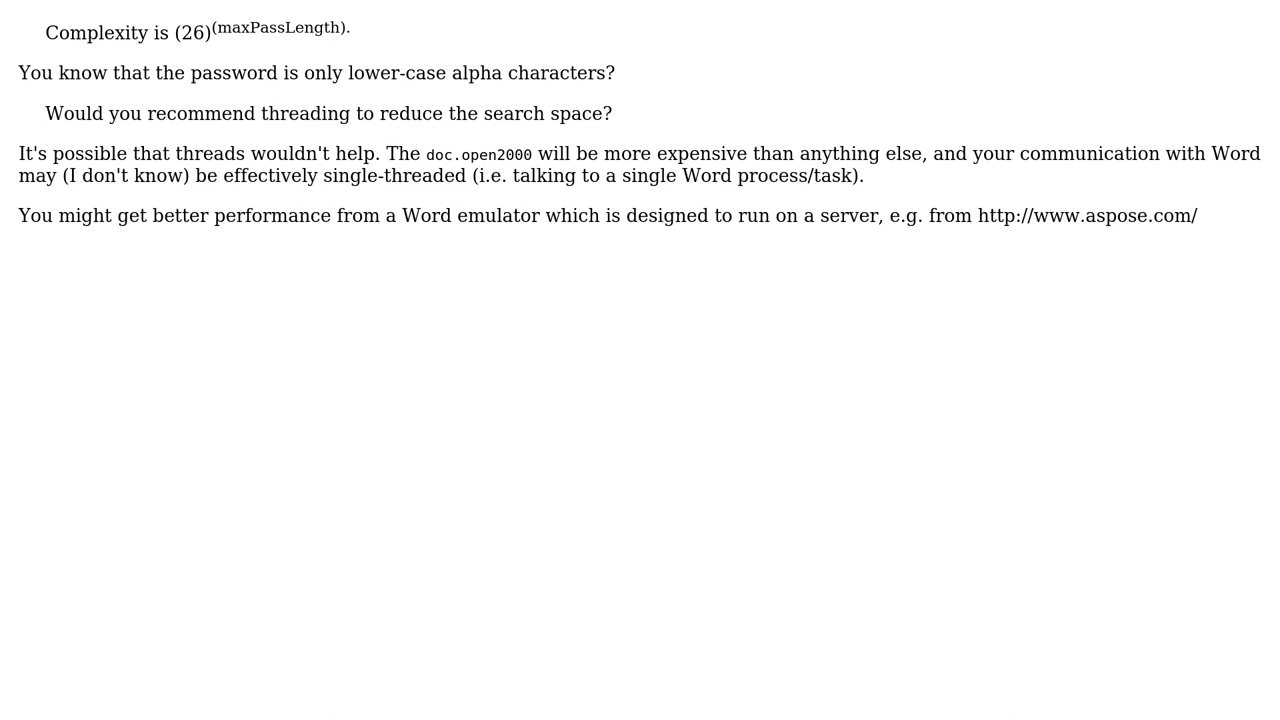 Complexity is (26)(maxPassLength).
You know that the password is only lower-case alpha characters?
Would you recommend threading to reduce the search space?
It's possible that threads wouldn't help. The doc.open2000 will be more expensive than anything else, and your communication with Word
may (I don't know) be effectively single-threaded (i.e. talking to a single Word process/task).
You might get better performance from a Word emulator which is designed to run on a server, e.g. from http://www.aspose.com/